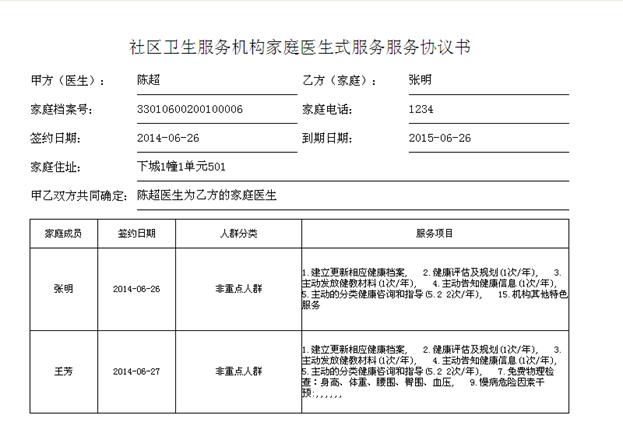 社区卫生服务机构家庭医生式服务服务协议书
甲方（医生）： 陈超 乙方（家庭）： 张明
家庭档案号： 33010600200100006 家庭电话： 1234
签约日期： 2014-06-26 到期日期： 2015-06-26
家庭住址： 下城1幢1单元501
甲乙双方共同确定： 陈超医生为乙方的家庭医生
家庭成员 签约日期 人群分类 服务项目
张明 2014-06-26 非重点人群
1.建立更新相应健康档案, 2.健康评估及规划(1次/年), 3.
主动发放健教材料(1次/年), 4.主动告知健康信息(1次/年),
5.主动的分类健康咨询和指导(5.2 2次/年), 15.机构其他特色
服务
王芳 2014-06-27 非重点人群
1.建立更新相应健康档案, 2.健康评估及规划(1次/年), 3.
主动发放健教材料(1次/年), 4.主动告知健康信息(1次/年),
5.主动的分类健康咨询和指导(5.2 2次/年), 7.免费物理检
查：身高、体重、腰围、臀围、血压, 9.慢病危险因素干
预:,,,,,,